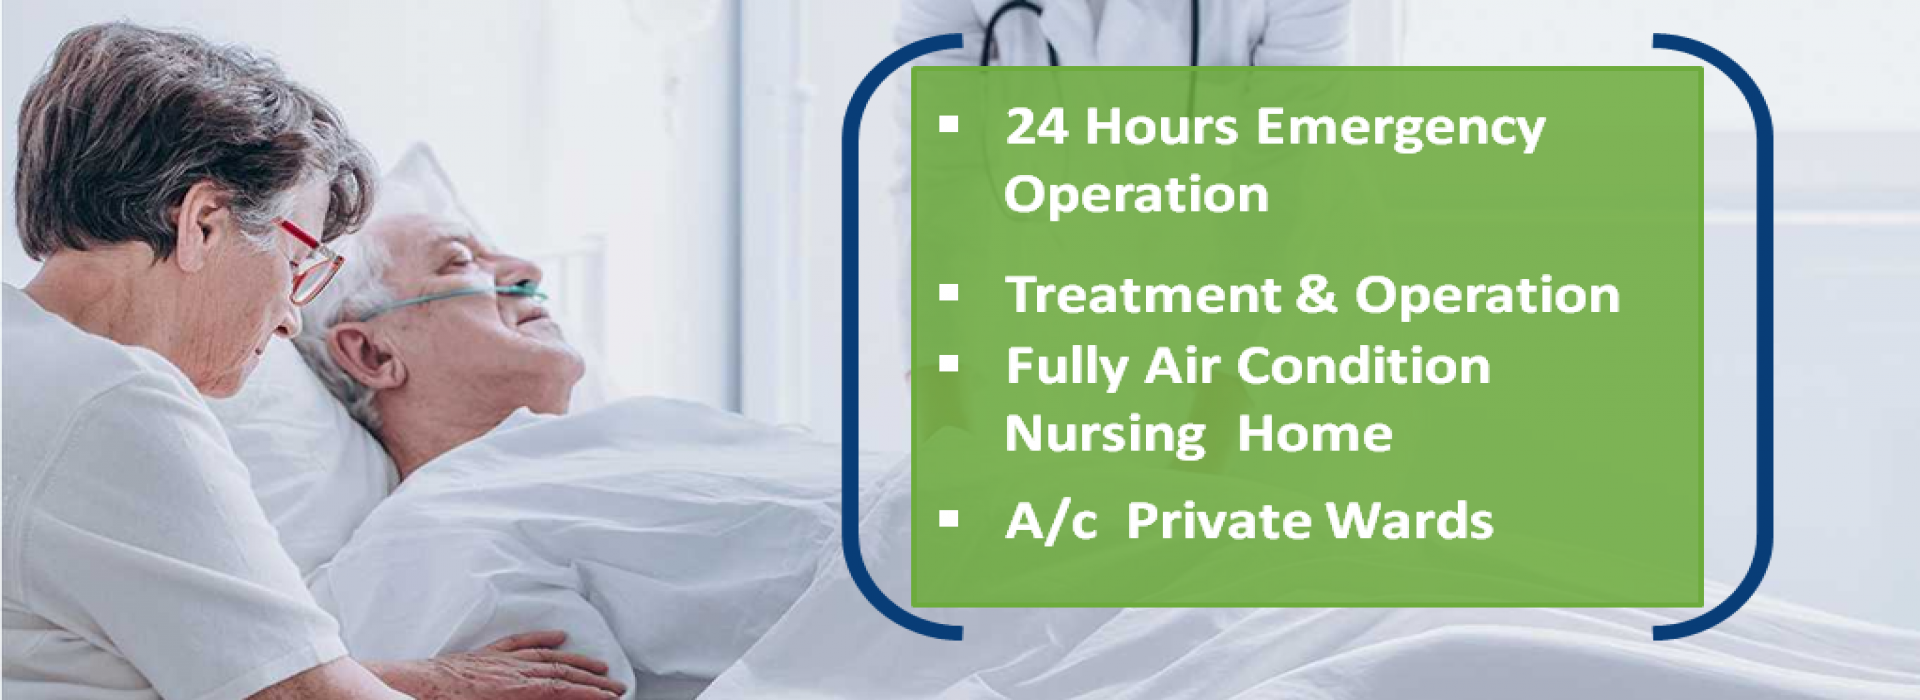 ▪ 24 Hours Emergency
Operation
▪ Treatment & Operation
▪ Fully Air Condition
Nursing Home
▪ A/c Private Wards